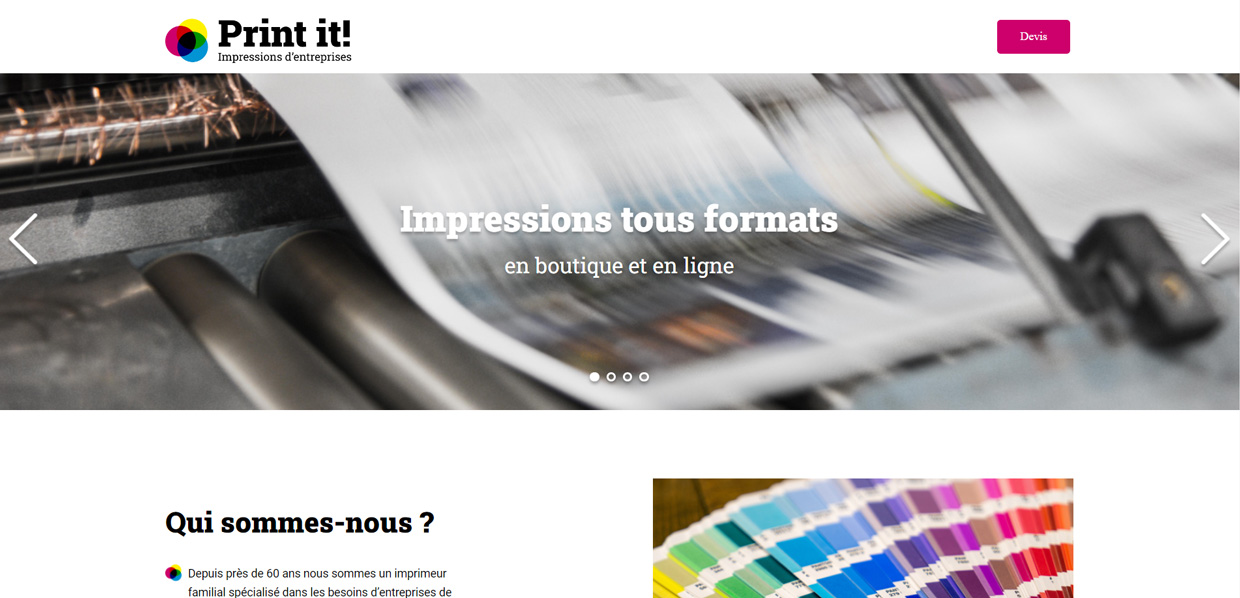 Print it!
Impressions d'entreprises
Devis
Impressions tous formats
en boutique et en ligne
Qui sommes-nous ?
Depuis près de 60 ans nous sommes un imprimeur
familial spécialisé dans les besoins d'entreprises de